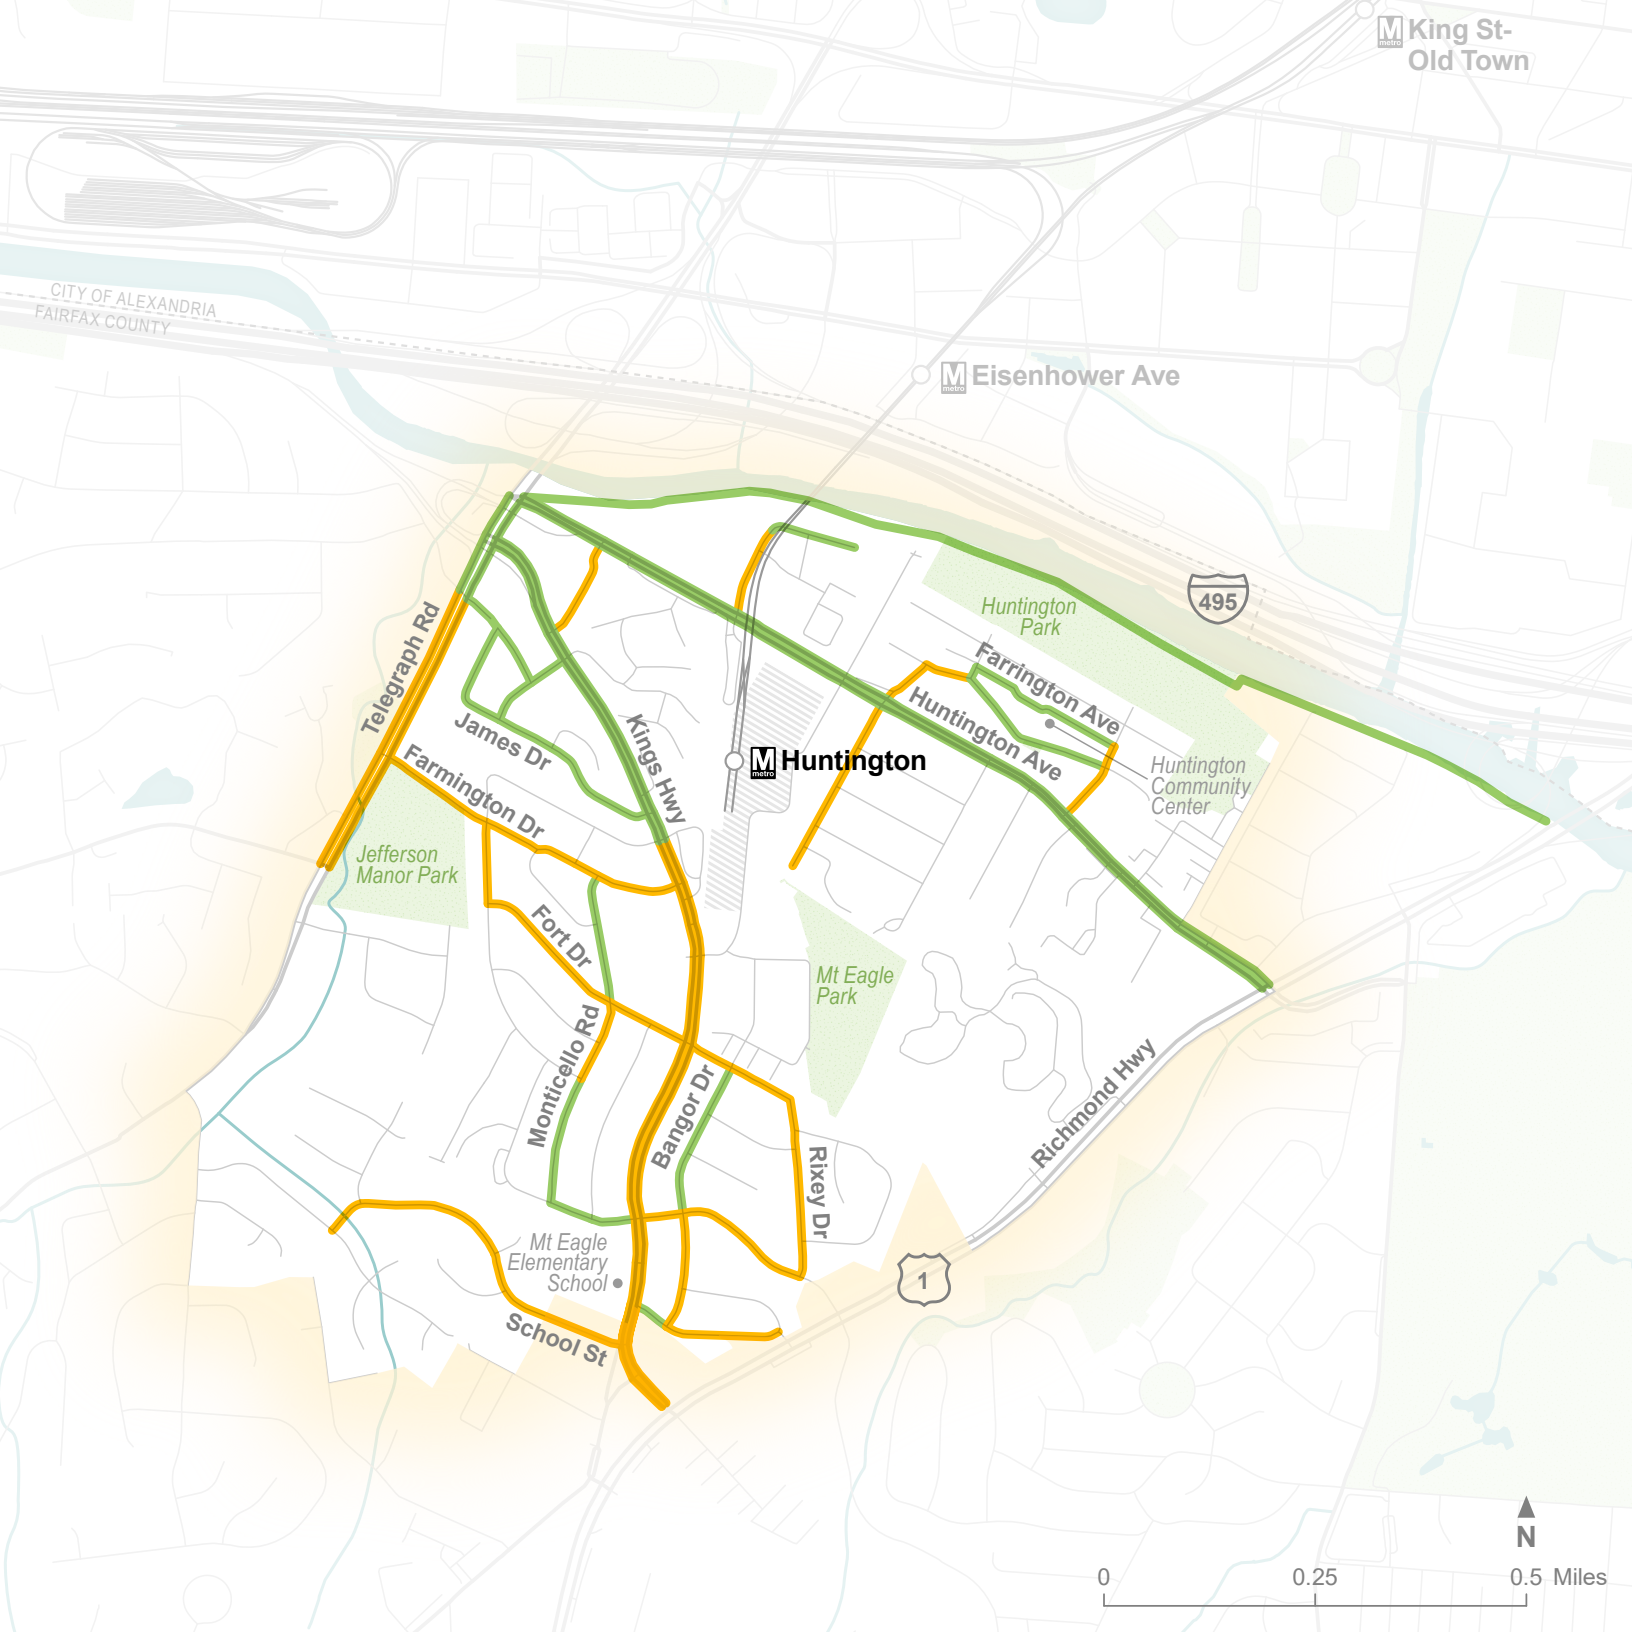 M
metro
King St-
Old Town
CITY OF ALEXANDRIA
FAIRFAX COUNTY
M
metro
Eisenhower Ave
495
Huntington
Park
Telegraph Rd
Farrington Ave
Huntington Ave
James Dr
Kings Hwy
M
metro
Huntington
Farmington Dr
Huntington
Community
Center
Jefferson
Manor Park
Fort Dr
Mt Eagle
Park
Monticello Rd
Bangor Dr
Richmond Hwy
Rixey Dr
Mt Eagle
Elementary
School
1
School St
N
0
0.25
0.5 Miles